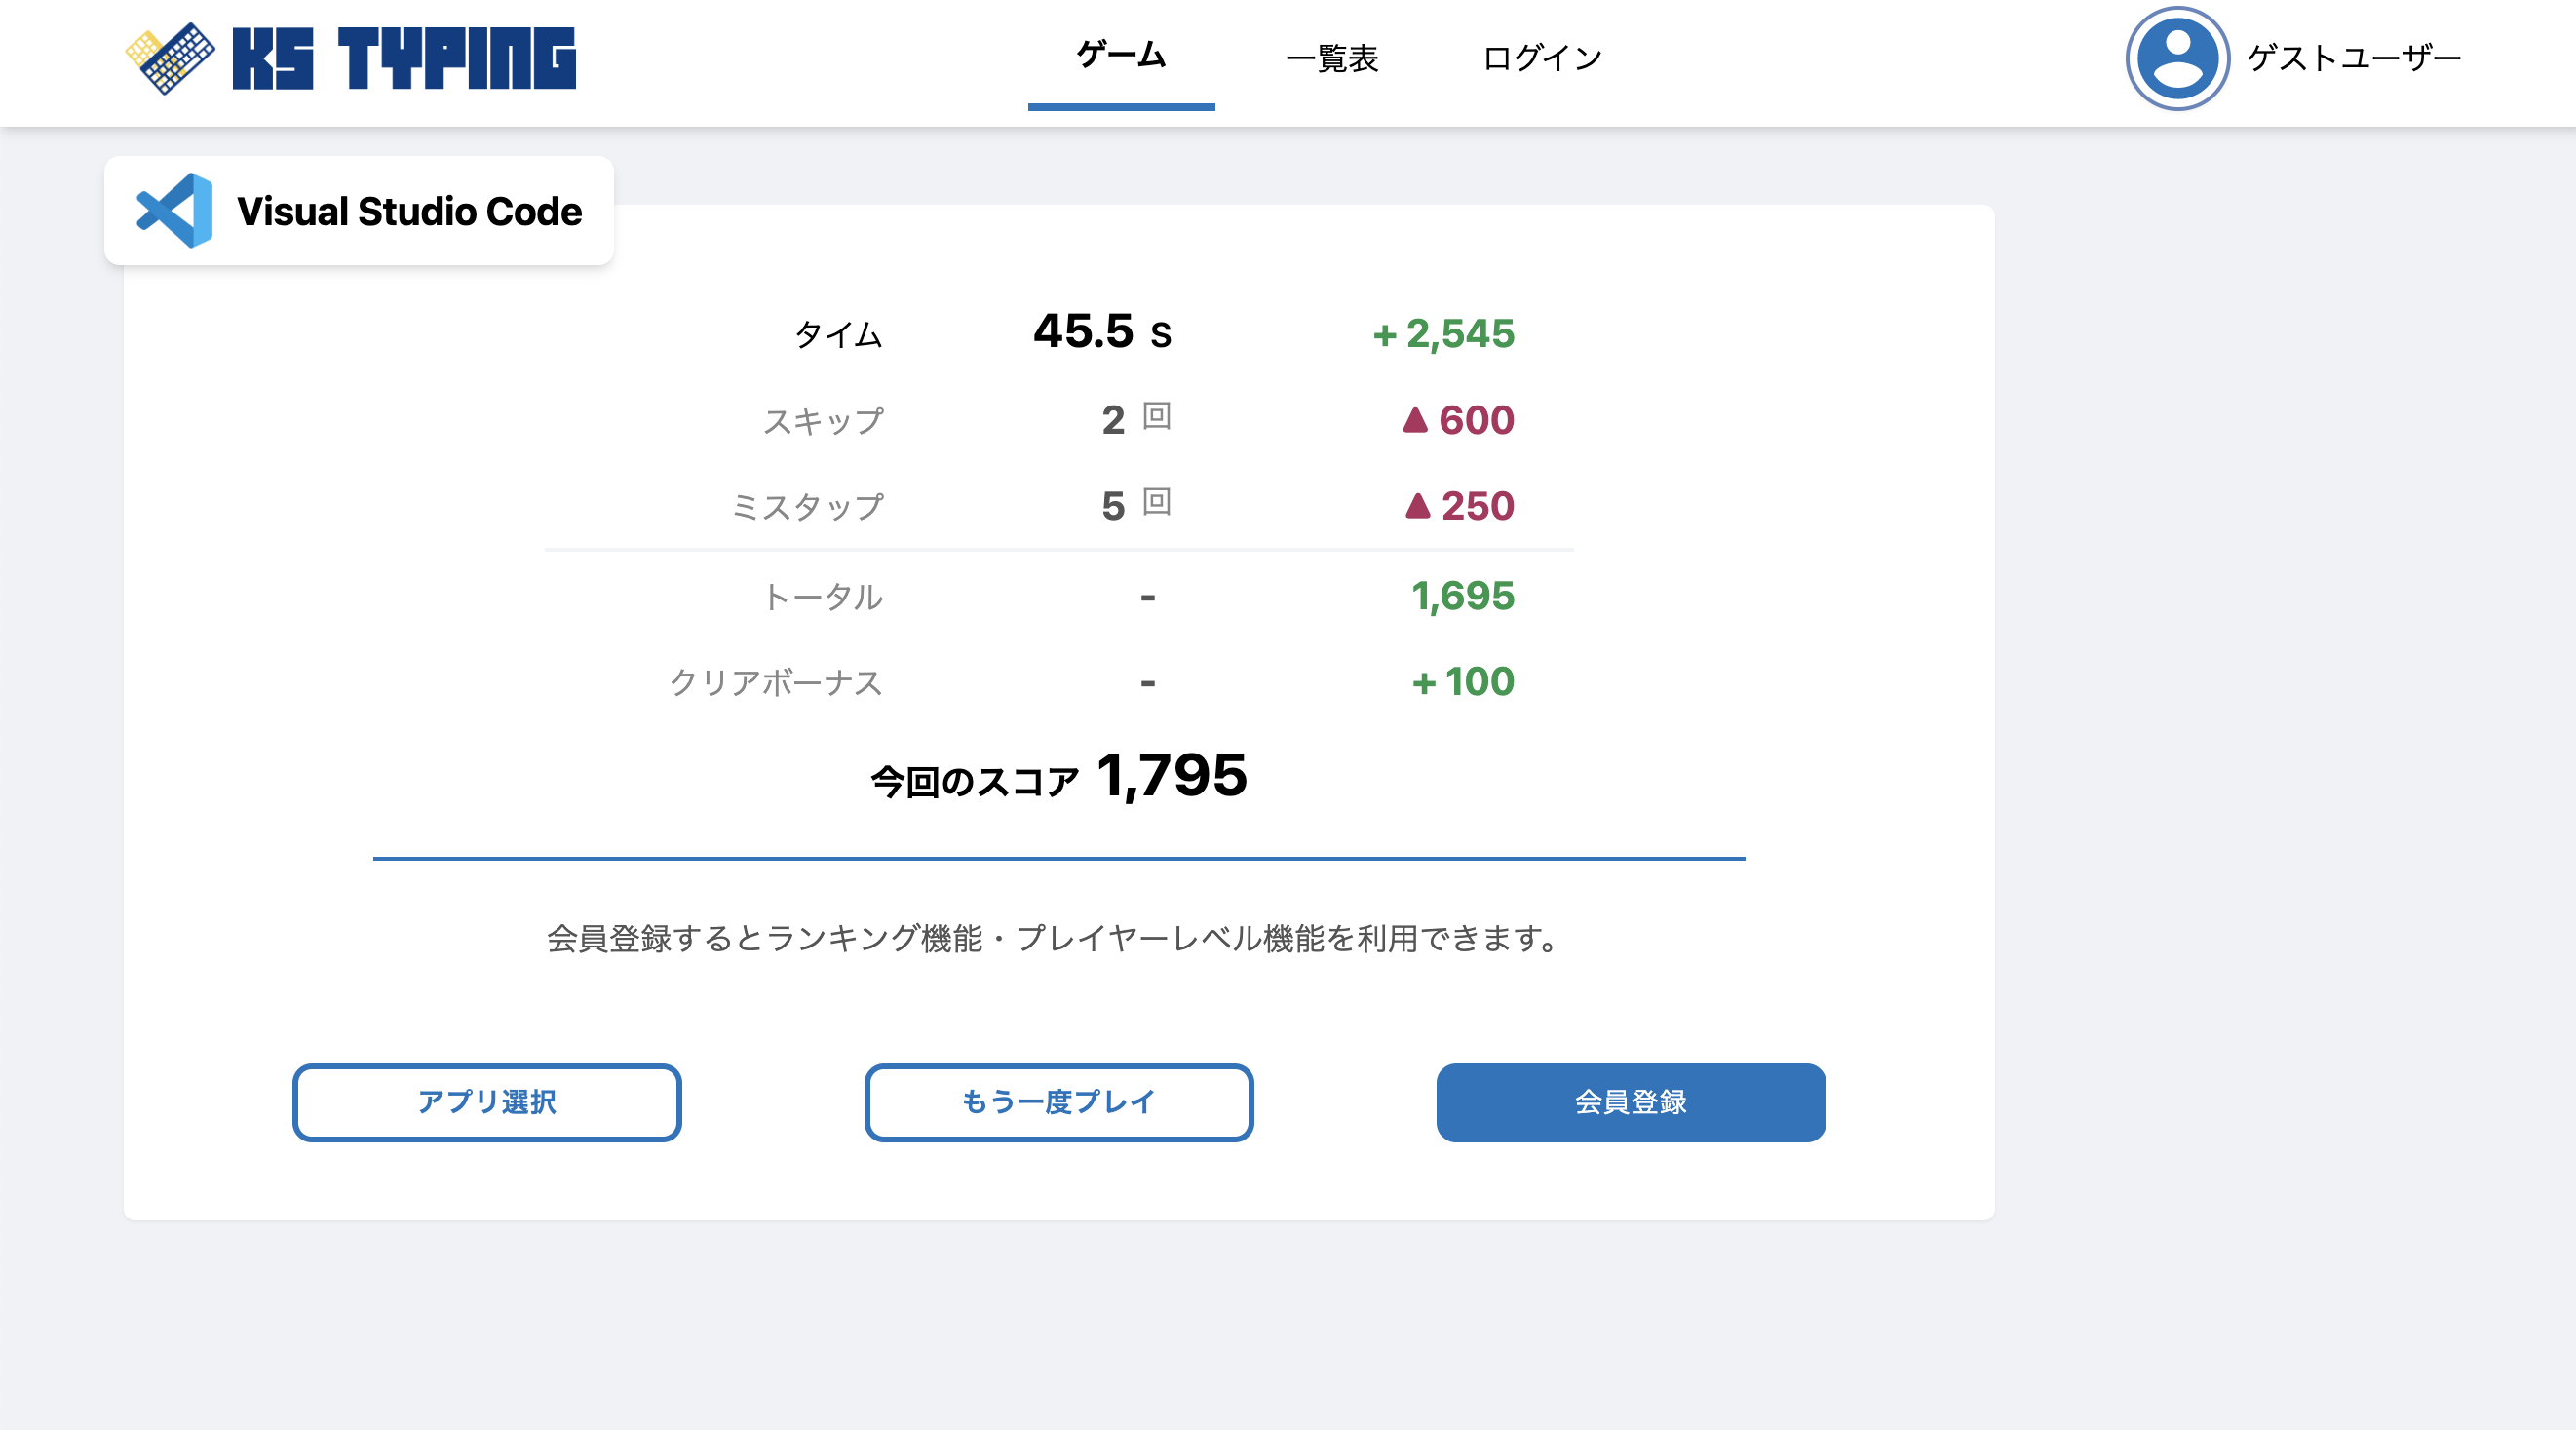 KS TYPING
ゲーム 一覧表 ログイン ゲストユーザー
Visual Studio Code
タイム 45.5 S + 2,545
スキップ 2 回 ▲ 600
ミスタップ 5 回 ▲ 250
トータル - 1,695
クリアボーナス - + 100
今回のスコア 1,795
会員登録するとランキング機能・プレイヤーレベル機能を利用できます。
アプリ選択 もう一度プレイ 会員登録